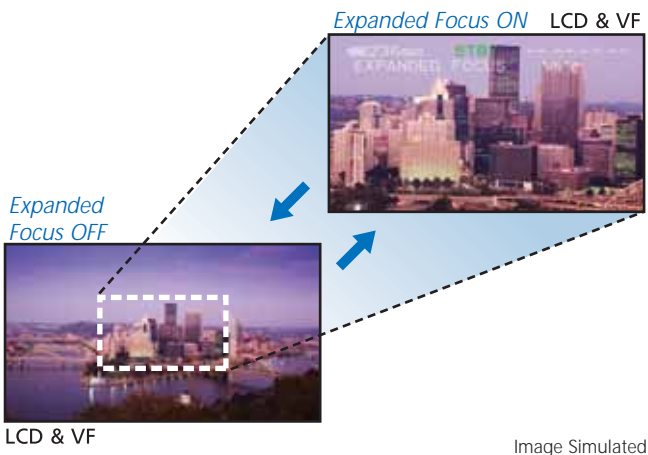 Expanded Focus ON LCD & VF
EXPANDED FOCUS
Expanded
Focus OFF
LCD & VF
Image Simulated